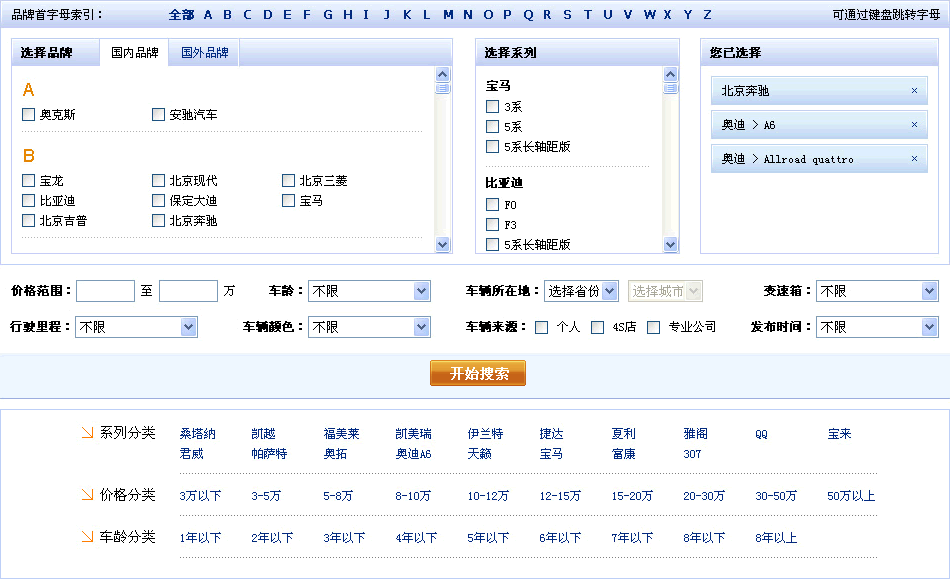 品牌首字母索引： 全部 A B C D E F G H I J K L M N O P Q R S T U V W X Y Z 可通过键盘跳转字母
选择品牌 国内品牌 国外品牌
A
奥克斯 安驰汽车
B
宝龙 北京现代 北京三菱
比亚迪 保定大迪 宝马
北京吉普 北京奔驰
选择系列
宝马
3系
5系
5系长轴距版
比亚迪
F0
F3
5系长轴距版
您已选择
北京奔驰 ×
奥迪 > A6 ×
奥迪 > Allroad quattro ×
价格范围： 至 万 车龄： 不限 车辆所在地： 选择省份 选择城市 变速箱： 不限
行驶里程： 不限 车辆颜色： 不限 车辆来源： 个人 4S店 专业公司 发布时间： 不限
开始搜索
系列分类 桑塔纳 凯越 福美莱 凯美瑞 伊兰特 捷达 夏利 雅阁 QQ 宝来
君威 帕萨特 奥拓 奥迪A6 天籁 宝马 富康 307
价格分类 3万以下 3-5万 5-8万 8-10万 10-12万 12-15万 15-20万 20-30万 30-50万 50万以上
车龄分类 1年以下 2年以下 3年以下 4年以下 5年以下 6年以下 7年以下 8年以下 8年以上